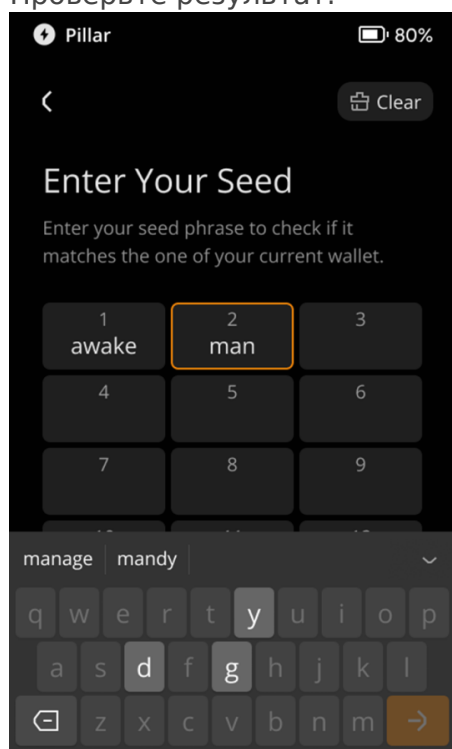 Проверьте результат.
Pillar 80%
Clear
Enter Your Seed
Enter your seed phrase to check if it
matches the one of your current wallet.
1 2 3
awake man
4 5 6
7 8 9
manage mandy
q w e r t y u i o p
a s d f g h j k l
z x c v b n m